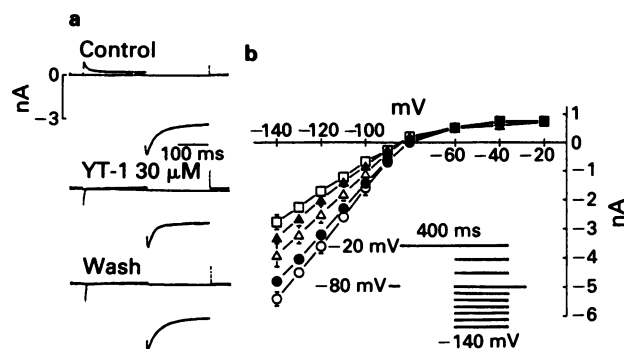 a
Control
0
nA
−3
100 ms
YT-1 30 μM
Wash
b
mV
−140 −120 −100 −60 −40 −20
1
0
−1
−2
−3
−4
−5
−6
nA
400 ms
−20 mV
−80 mV
−140 mV